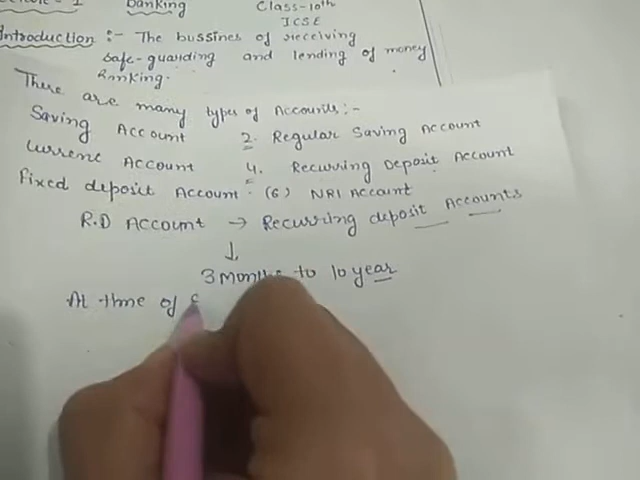 Banking Class-10th
ICSE
Introduction :- The bussines of receiving
safe-guarding and lending of money
Banking.
There are many types of Accounts:-
Saving Account 2. Regular Saving Account
Current Account 4. Recurring Deposit Account
Fixed deposit Account. (6) NRI Account
R.D Account → Recurring deposit Accounts
↓
3 Months to 10 year
At time of